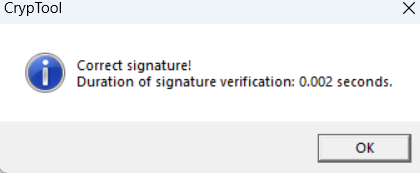 CrypTool
Correct signature!
Duration of signature verification: 0.002 seconds.
OK